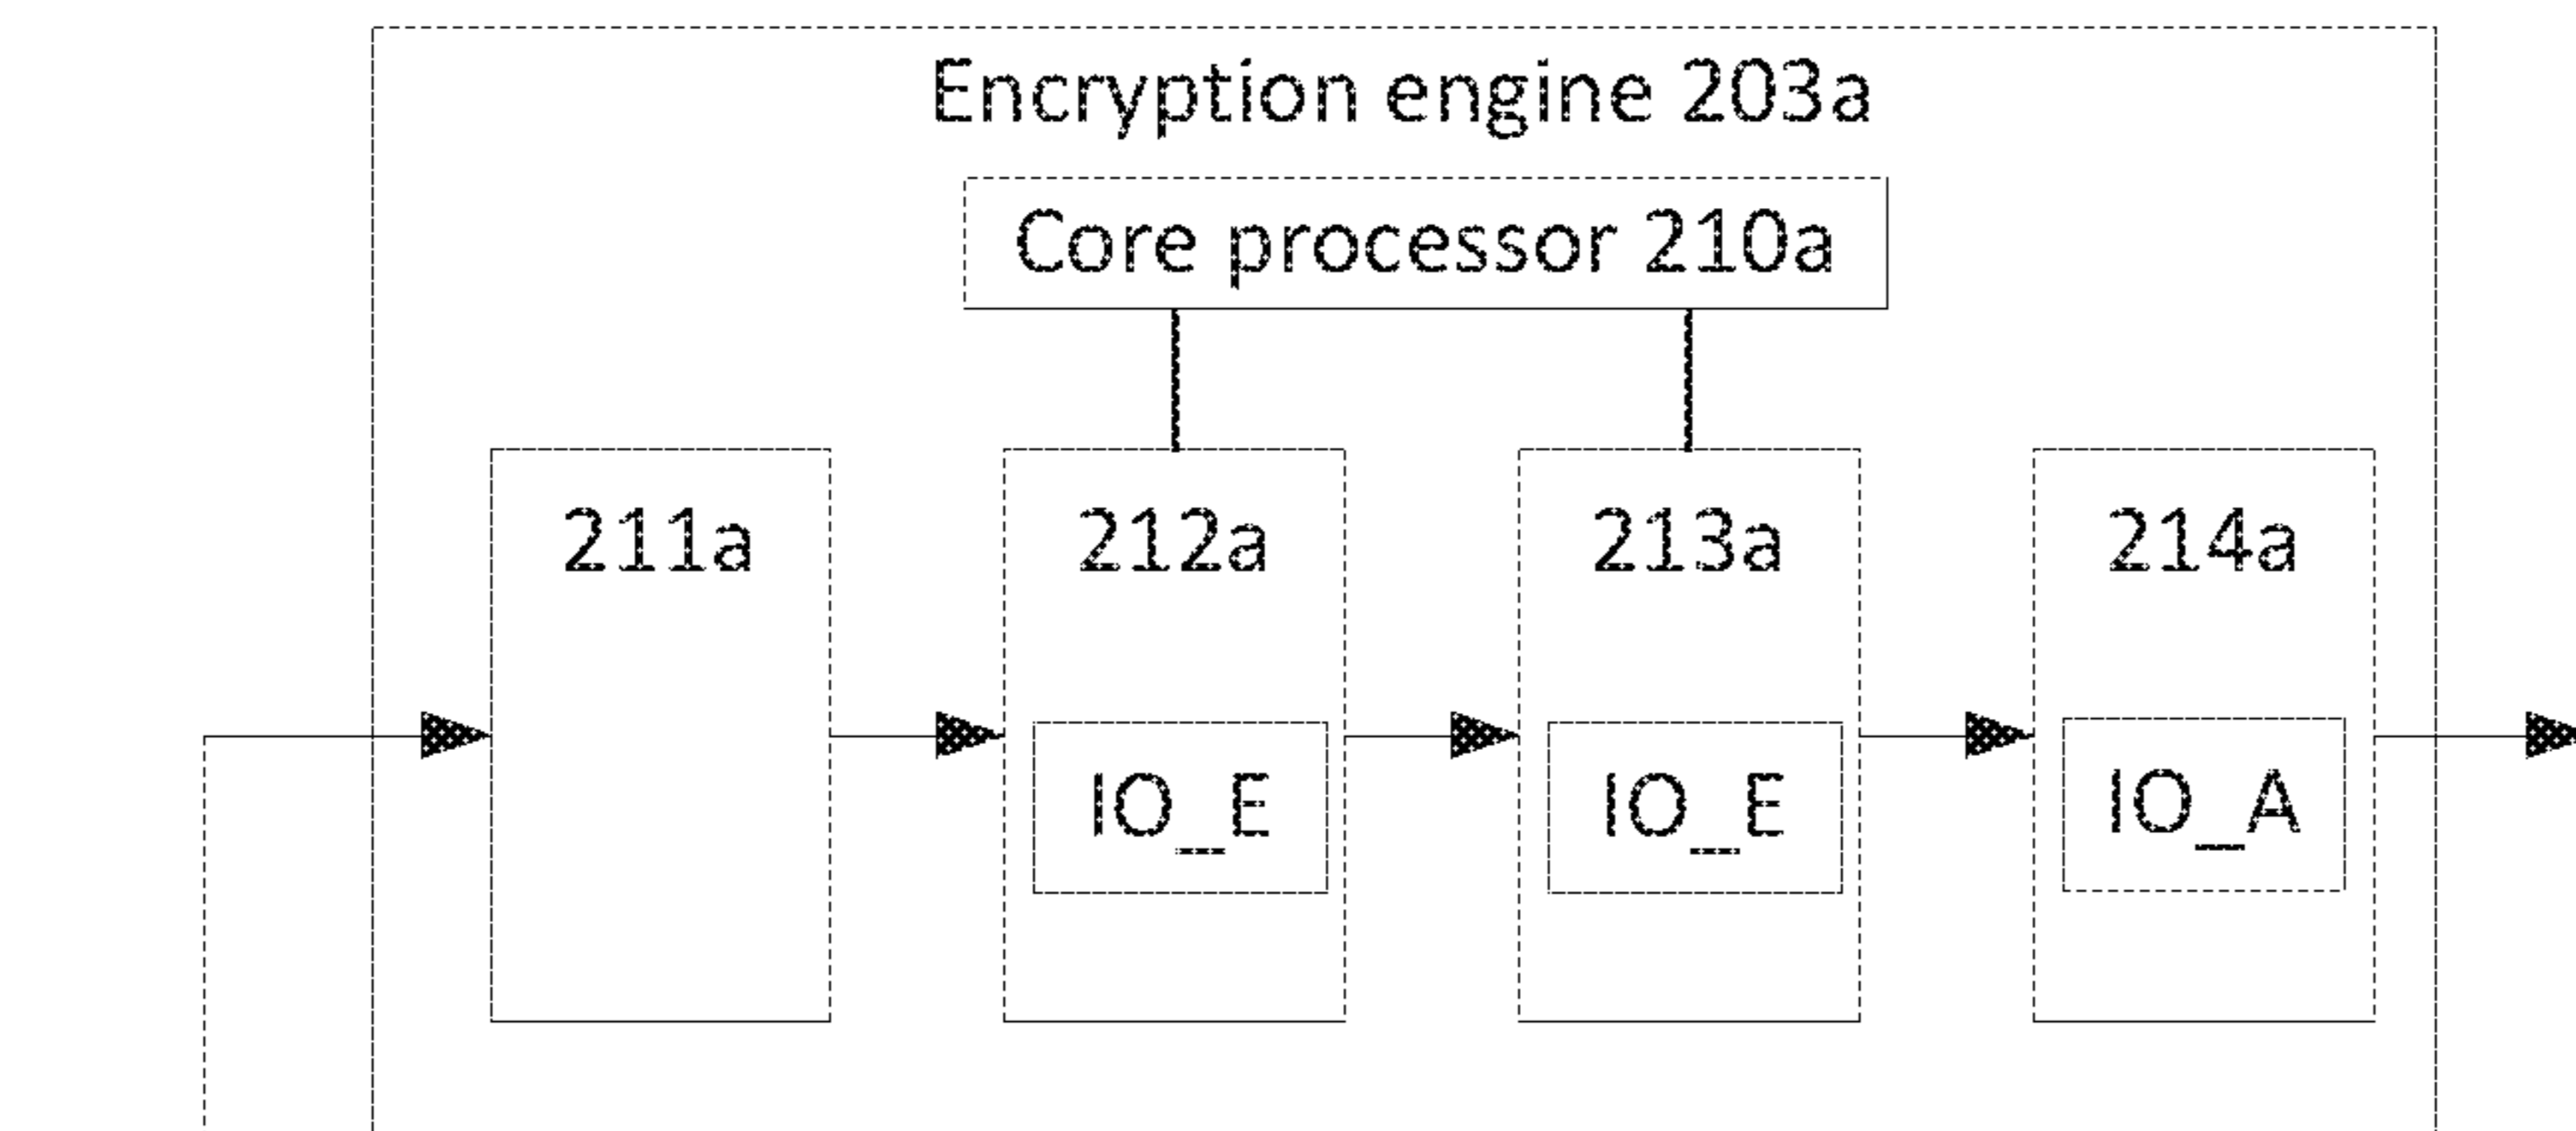 Encryption engine 203a
Core processor 210a
211a
212a
213a
214a
IO_E
IO_E
IO_A